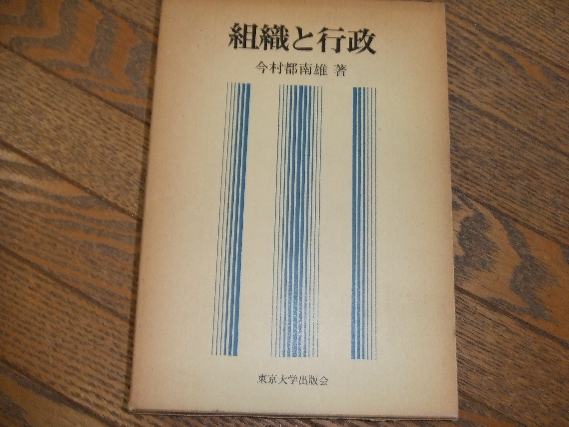 組織と行政
今村都南雄 著
東京大学出版会